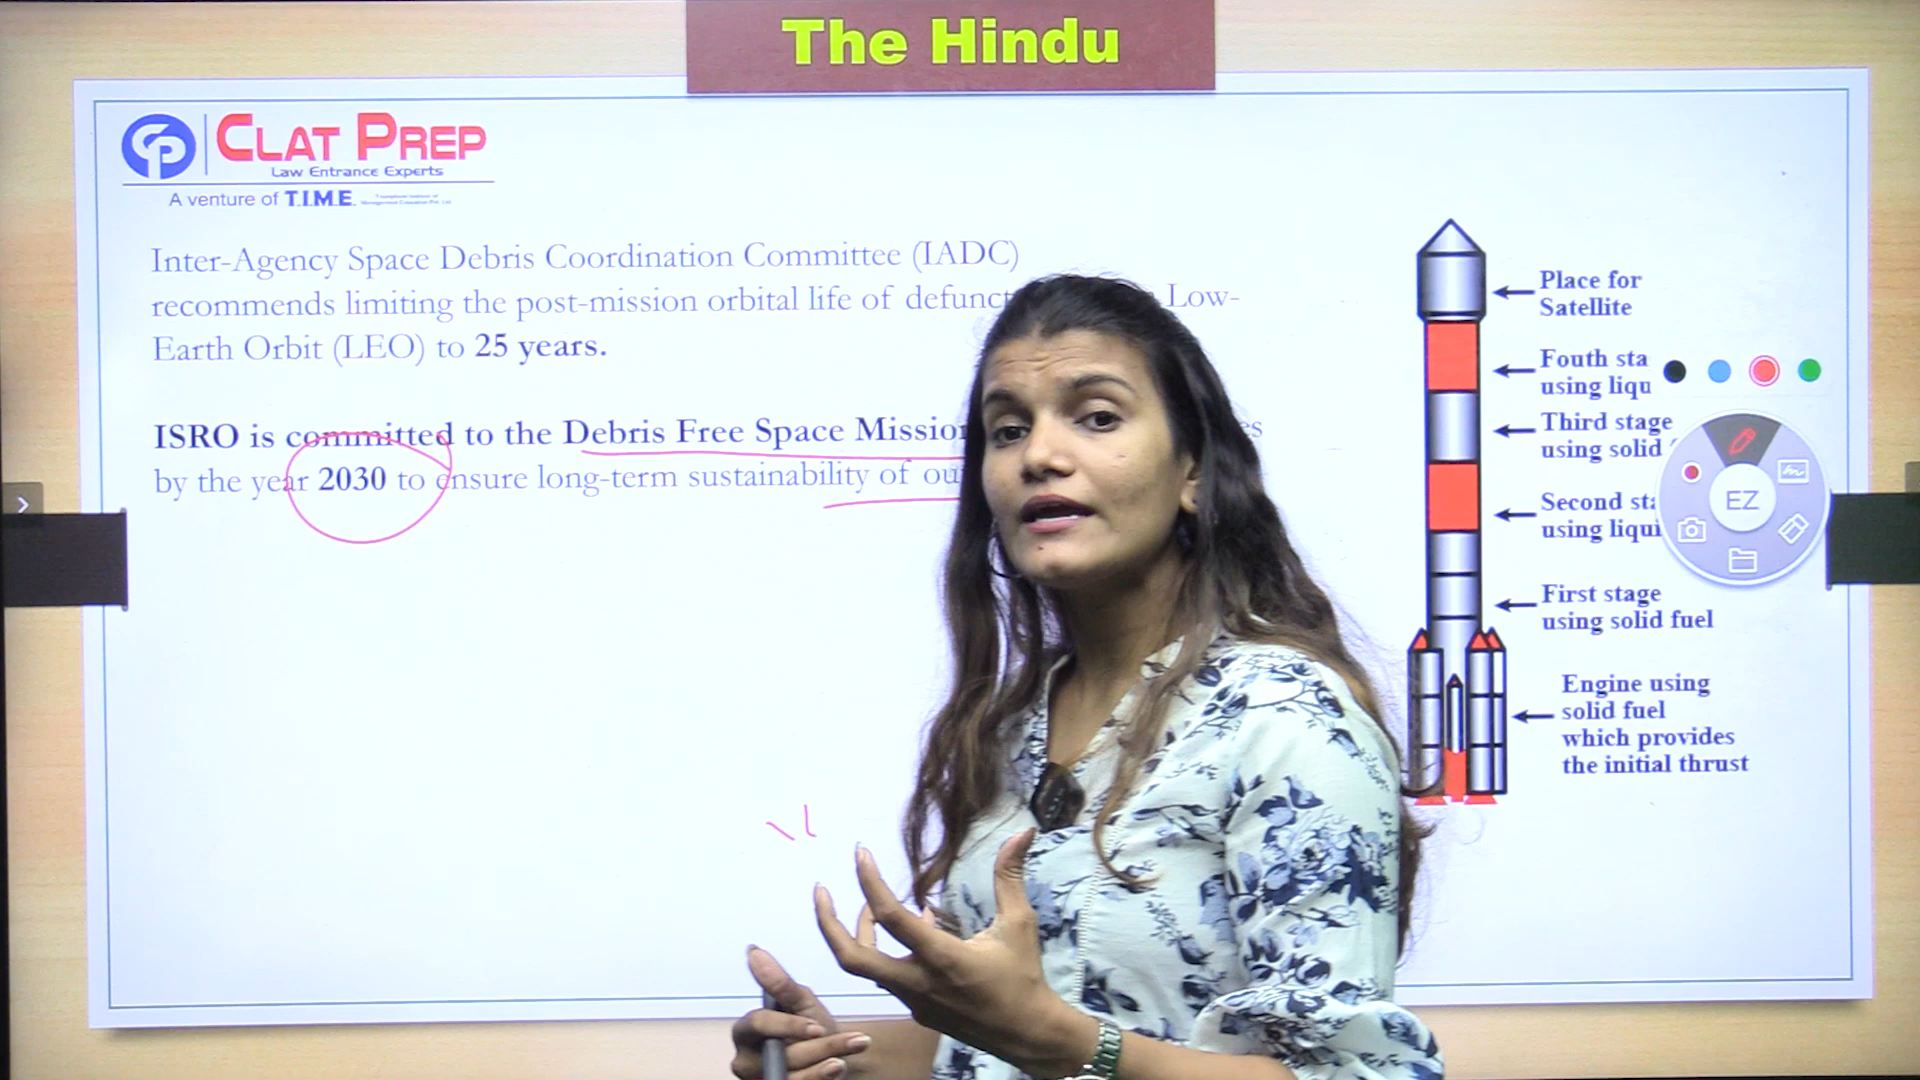 The Hindu
CLAT PREP
Law Entrance Experts
A venture of T.I.M.E.
Inter-Agency Space Debris Coordination Committee (IADC)
recommends limiting the post-mission orbital life of defunct Low-
Earth Orbit (LEO) to 25 years.
ISRO is committed to the Debris Free Space Missio
by the year 2030 to ensure long-term sustainability of ou
Place for
Satellite
Fouth sta
using liqu
Third stage
using solid
Second st
using liqui
EZ
First stage
using solid fuel
Engine using
solid fuel
which provides
the initial thrust